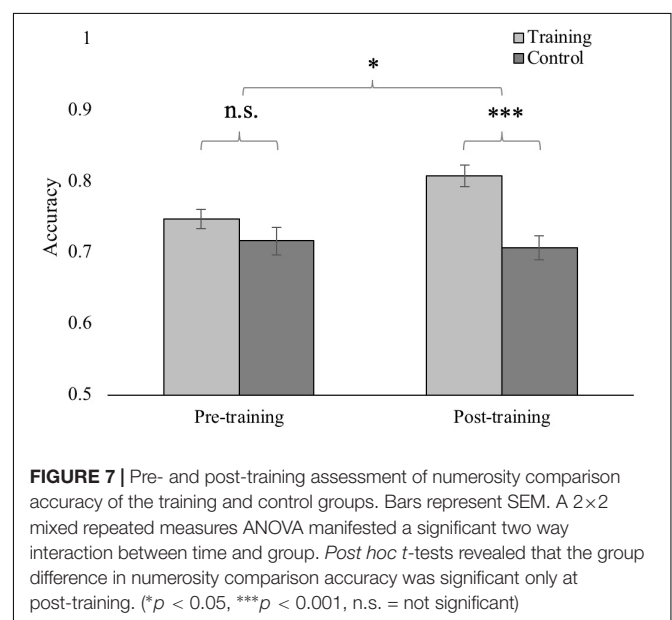 1
Training
Control
*
0.9
n.s.
***
0.8
Accuracy
0.7
0.6
0.5
Pre-training
Post-training
FIGURE 7 | Pre- and post-training assessment of numerosity comparison
accuracy of the training and control groups. Bars represent SEM. A 2×2
mixed repeated measures ANOVA manifested a significant two way
interaction between time and group. Post hoc t-tests revealed that the group
difference in numerosity comparison accuracy was significant only at
post-training. (*p < 0.05, ***p < 0.001, n.s. = not significant)